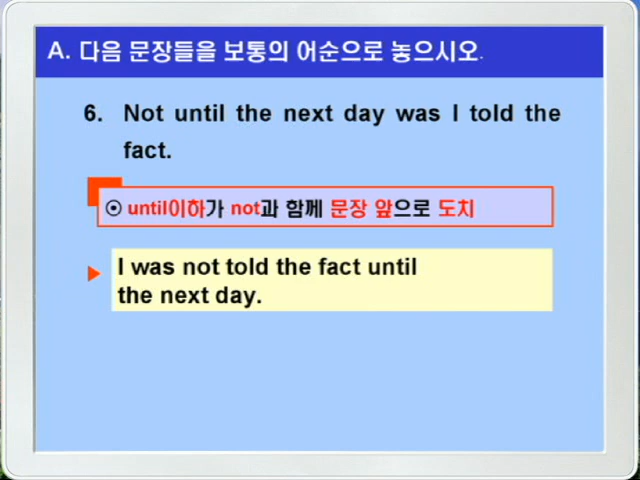 A. 다음 문장들을 보통의 어순으로 놓으시오.
6. Not until the next day was I told the
fact.
⊙ until이하가 not과 함께 문장 앞으로 도치
▶ I was not told the fact until
the next day.